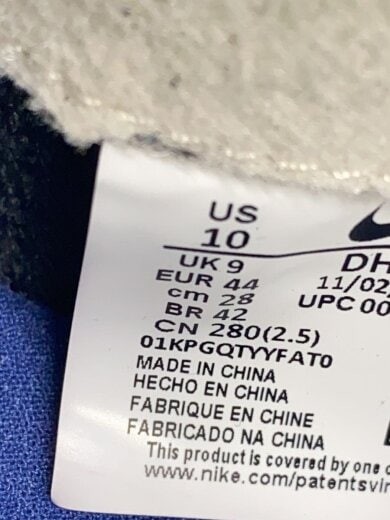 US
10
UK 9
EUR 44
cm 28
BR 42
CN 280(2.5)
DH
11/02
UPC 00
01KPGQTYYFAT0
MADE IN CHINA
HECHO EN CHINA
FABRIQUE EN CHINE
FABRICADO NA CHINA
This product is covered by one
www.nike.com/patentsvir